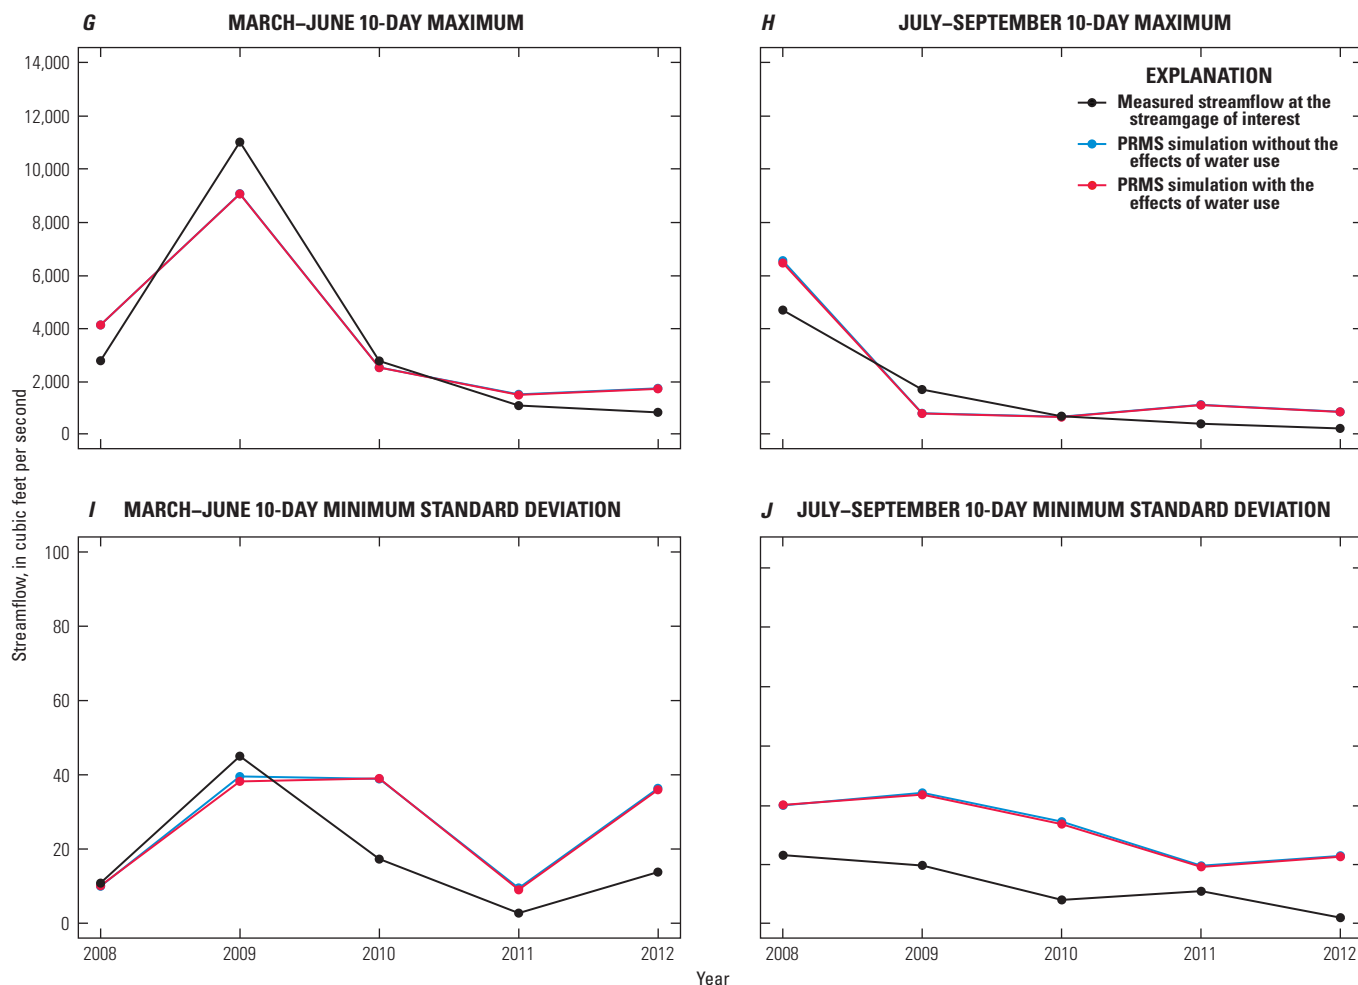 G MARCH–JUNE 10-DAY MAXIMUM
H JULY–SEPTEMBER 10-DAY MAXIMUM
14,000
12,000
10,000
8,000
6,000
4,000
2,000
0
EXPLANATION
Measured streamflow at the
streamgage of interest
PRMS simulation without the
effects of water use
PRMS simulation with the
effects of water use
Streamflow, in cubic feet per second
I MARCH–JUNE 10-DAY MINIMUM STANDARD DEVIATION
J JULY–SEPTEMBER 10-DAY MINIMUM STANDARD DEVIATION
100
80
60
40
20
0
2008 2009 2010 2011 2012
2008 2009 2010 2011 2012
Year